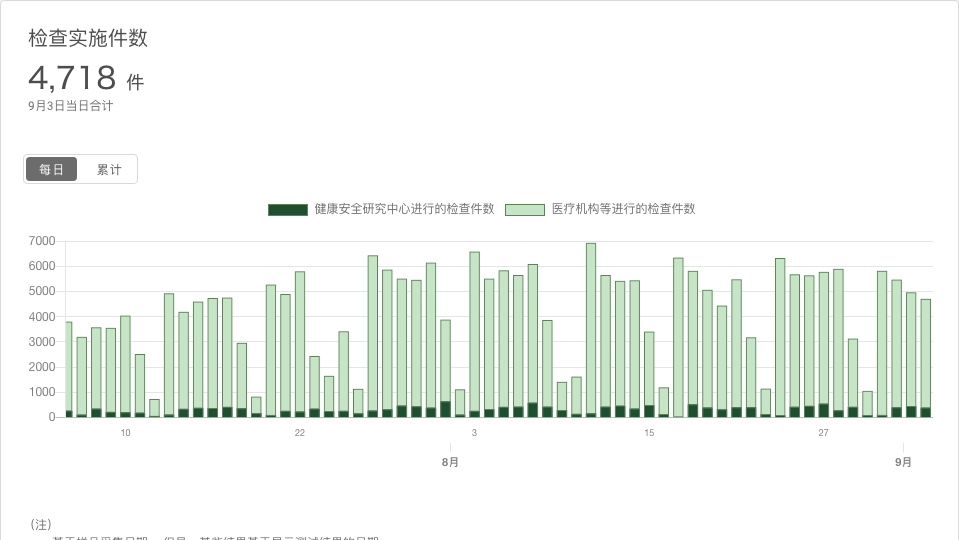 检查实施件数
4,718 件
9月3日当日合计
每日 累计
健康安全研究中心进行的检查件数 医疗机构等进行的检查件数
7000
6000
5000
4000
3000
2000
1000
0
10 22 3 15 27
8月 9月
(注)